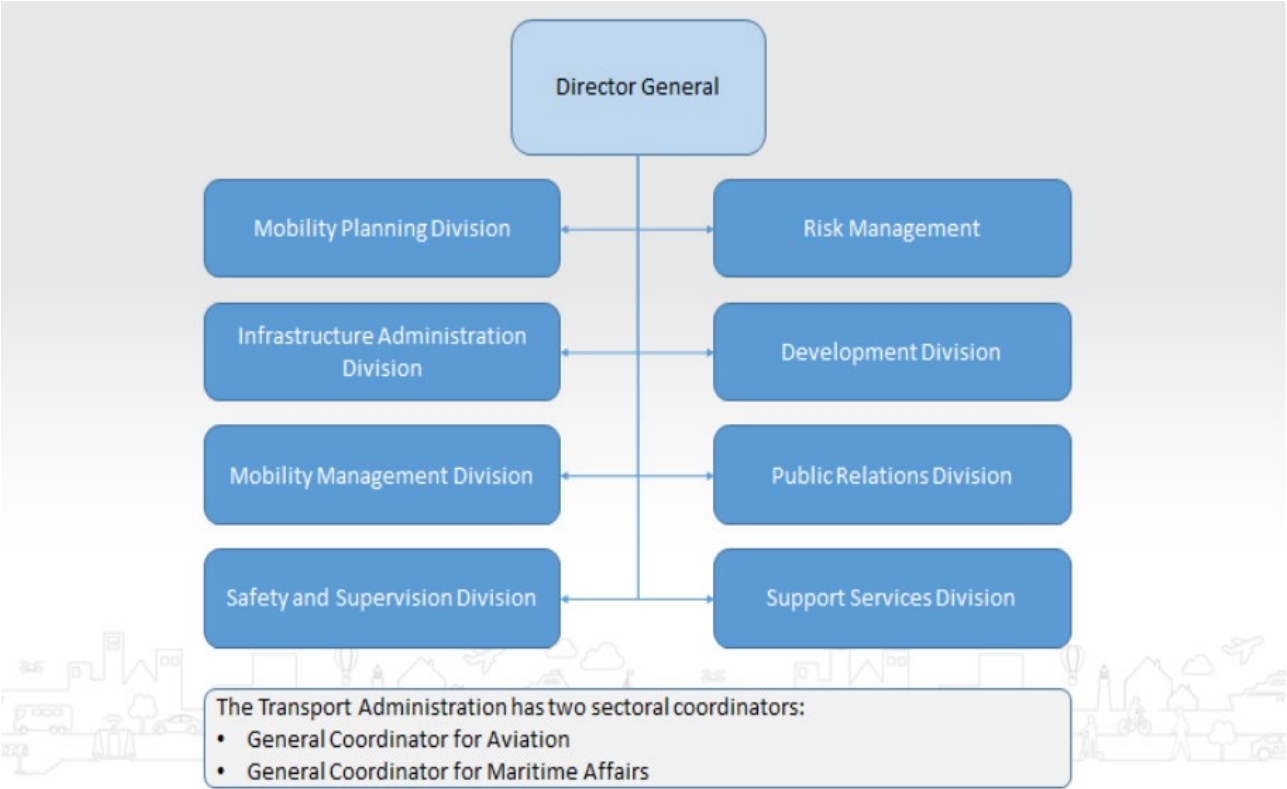 Director General
Mobility Planning Division
Risk Management
Infrastructure Administration
Division
Development Division
Mobility Management Division
Public Relations Division
Safety and Supervision Division
Support Services Division
The Transport Administration has two sectoral coordinators:
• General Coordinator for Aviation
• General Coordinator for Maritime Affairs